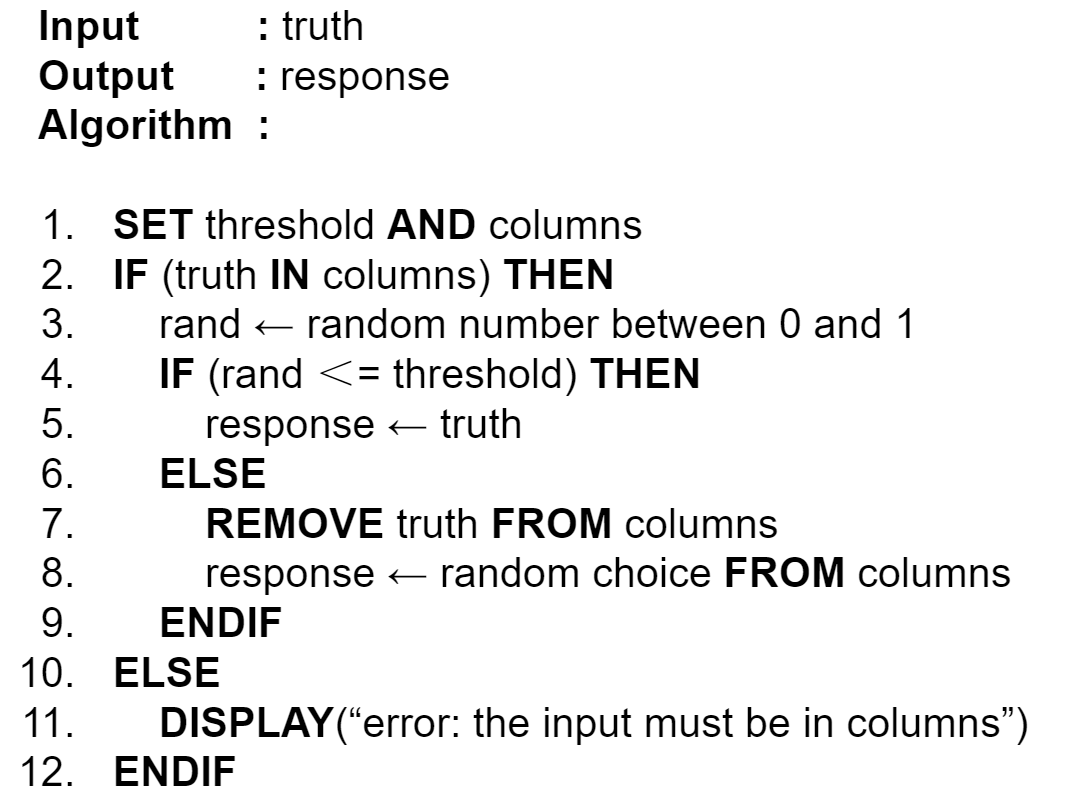 Input : truth
Output : response
Algorithm :
1. SET threshold AND columns
2. IF (truth IN columns) THEN
3. rand ← random number between 0 and 1
4. IF (rand <= threshold) THEN
5. response ← truth
6. ELSE
7. REMOVE truth FROM columns
8. response ← random choice FROM columns
9. ENDIF
10. ELSE
11. DISPLAY(“error: the input must be in columns”)
12. ENDIF